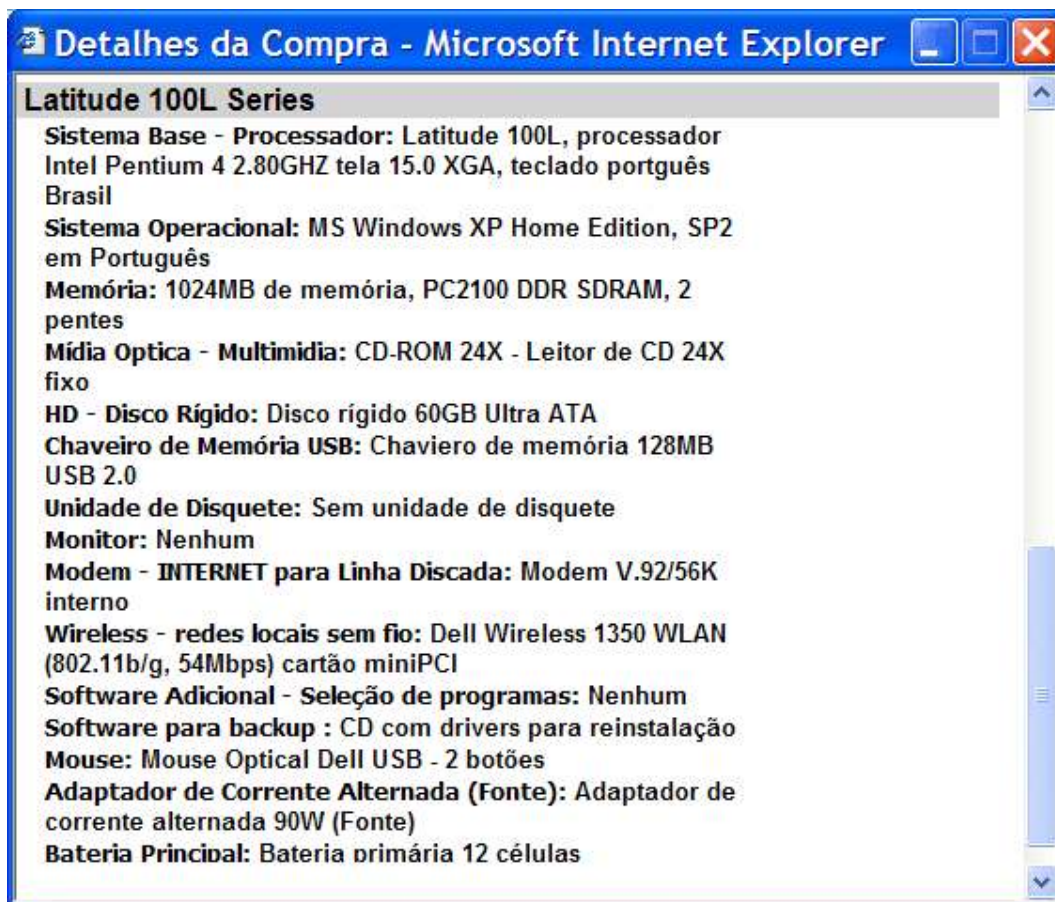 Detalhes da Compra - Microsoft Internet Explorer
Latitude 100L Series
Sistema Base - Processador: Latitude 100L, processador
Intel Pentium 4 2.80GHZ tela 15.0 XGA, teclado portguês
Brasil
Sistema Operacional: MS Windows XP Home Edition, SP2
em Português
Memória: 1024MB de memória, PC2100 DDR SDRAM, 2
pentes
Mídia Optica - Multimidia: CD-ROM 24X - Leitor de CD 24X
fixo
HD - Disco Rígido: Disco rígido 60GB Ultra ATA
Chaveiro de Memória USB: Chaviero de memória 128MB
USB 2.0
Unidade de Disquete: Sem unidade de disquete
Monitor: Nenhum
Modem - INTERNET para Linha Discada: Modem V.92/56K
interno
Wireless - redes locais sem fio: Dell Wireless 1350 WLAN
(802.11b/g, 54Mbps) cartão miniPCI
Software Adicional - Seleção de programas: Nenhum
Software para backup : CD com drivers para reinstalação
Mouse: Mouse Optical Dell USB - 2 botões
Adaptador de Corrente Alternada (Fonte): Adaptador de
corrente alternada 90W (Fonte)
Bateria Principal: Bateria primária 12 células